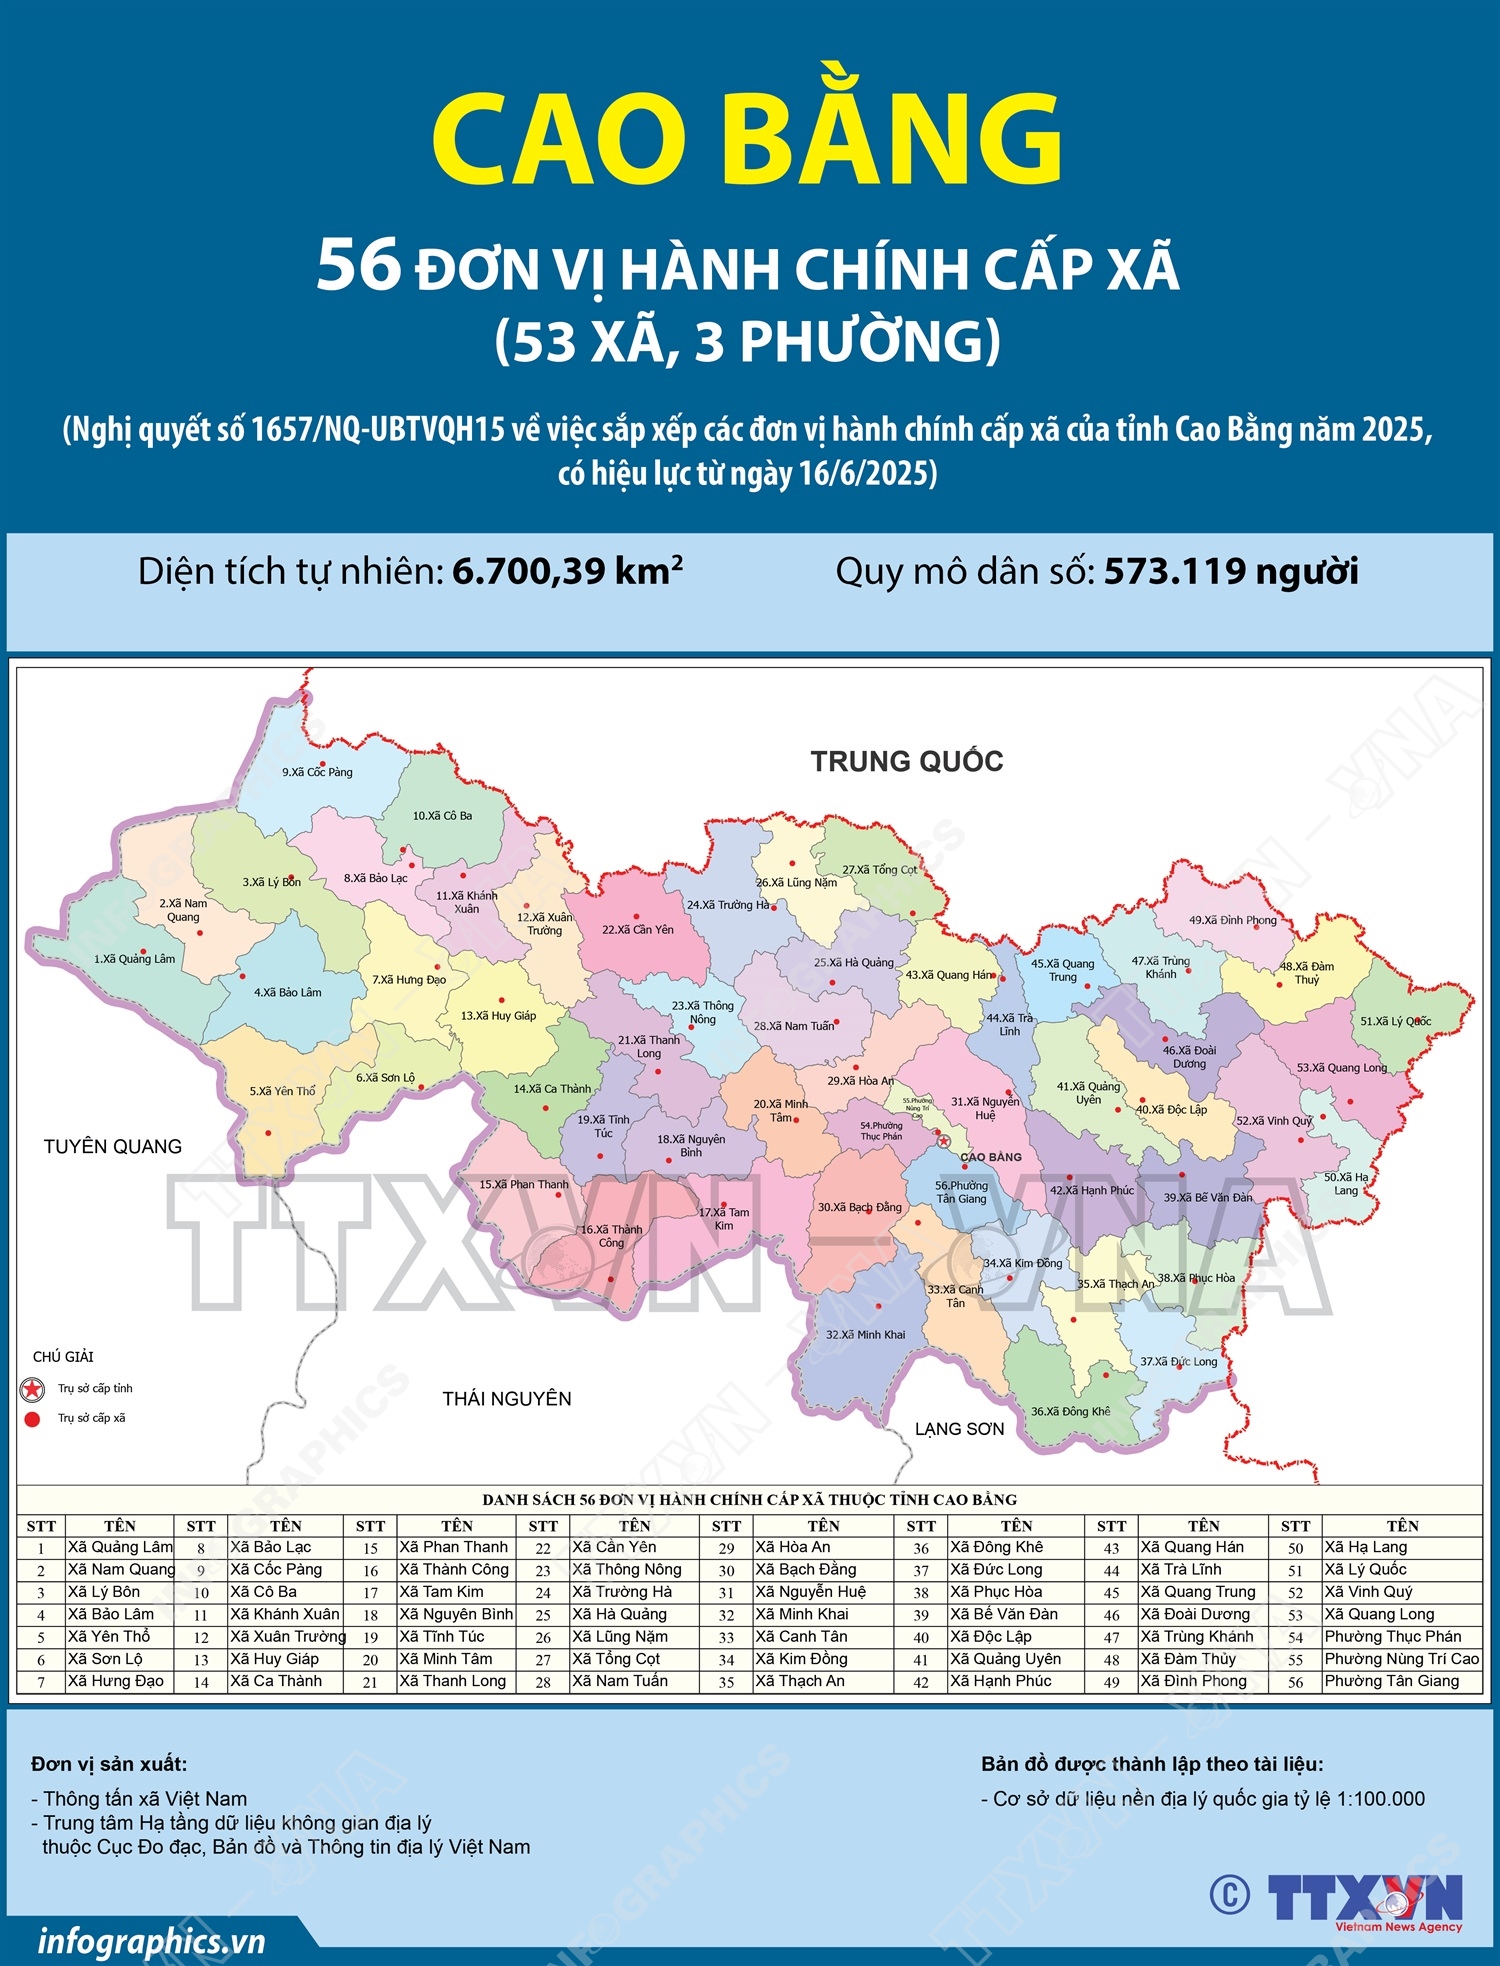 CAO BẰNG
56 ĐƠN VỊ HÀNH CHÍNH CẤP XÃ
(53 XÃ, 3 PHƯỜNG)
(Nghị quyết số 1657/NQ-UBTVQH15 về việc sắp xếp các đơn vị hành chính cấp xã của tỉnh Cao Bằng năm 2025,
có hiệu lực từ ngày 16/6/2025)
Diện tích tự nhiên: 6.700,39 km²
Quy mô dân số: 573.119 người
TRUNG QUỐC
9.Xã Cốc Pàng
10.Xã Cô Ba
3.Xã Lý Bôn
8.Xã Bảo Lạc
11.Xã Khánh
Xuân
2.Xã Nam
Quang
12.Xã Xuân
Trường
22.Xã Cần Yên
24.Xã Trường Hà
26.Xã Lũng Nặm
27.Xã Tổng Cọt
49.Xã Đình Phong
1.Xã Quảng Lâm
4.Xã Bảo Lâm
7.Xã Hưng Đạo
13.Xã Huy Giáp
25.Xã Hà Quảng
43.Xã Quang Hán
45.Xã Quang
Trung
47.Xã Trùng
Khánh
48.Xã Đàm
Thuỷ
23.Xã Thông
Nông
28.Xã Nam Tuấn
44.Xã Trà
Lĩnh
51.Xã Lý Quốc
21.Xã Thanh
Long
46.Xã Đoài
Dương
53.Xã Quang Long
5.Xã Yên Thổ
6.Xã Sơn Lộ
14.Xã Ca Thành
29.Xã Hòa An
41.Xã Quảng
Uyên
20.Xã Minh
Tâm
55.Phường
Nùng Trí
Cao
31.Xã Nguyễn
Huệ
40.Xã Độc Lập
19.Xã Tĩnh
Túc
54.Phường
Thục Phán
52.Xã Vinh Quý
18.Xã Nguyên
Bình
TUYÊN QUANG
CAO BẰNG
15.Xã Phan Thanh
56.Phường
Tân Giang
42.Xã Hạnh Phúc
39.Xã Bế Văn Đàn
50.Xã Hạ
Lang
17.Xã Tam
Kim
30.Xã Bạch Đằng
16.Xã Thành
Công
34.Xã Kim Đồng
35.Xã Thạch An
38.Xã Phục Hòa
33.Xã Canh
Tân
32.Xã Minh Khai
37.Xã Đức Long
36.Xã Đông Khê
TTXVN - VNA
THÁI NGUYÊN
LẠNG SƠN
CHÚ GIẢI
Trụ sở cấp tỉnh
Trụ sở cấp xã
DANH SÁCH 56 ĐƠN VỊ HÀNH CHÍNH CẤP XÃ THUỘC TỈNH CAO BẰNG
STT TÊN STT TÊN STT TÊN STT TÊN STT TÊN STT TÊN STT TÊN STT TÊN
1 Xã Quảng Lâm 8 Xã Bảo Lạc 15 Xã Phan Thanh 22 Xã Cần Yên 29 Xã Hòa An 36 Xã Đông Khê 43 Xã Quang Hán 50 Xã Hạ Lang
2 Xã Nam Quang 9 Xã Cốc Pàng 16 Xã Thành Công 23 Xã Thông Nông 30 Xã Bạch Đằng 37 Xã Đức Long 44 Xã Trà Lĩnh 51 Xã Lý Quốc
3 Xã Lý Bôn 10 Xã Cô Ba 17 Xã Tam Kim 24 Xã Trường Hà 31 Xã Nguyễn Huệ 38 Xã Phục Hòa 45 Xã Quang Trung 52 Xã Vinh Quý
4 Xã Bảo Lâm 11 Xã Khánh Xuân 18 Xã Nguyên Bình 25 Xã Hà Quảng 32 Xã Minh Khai 39 Xã Bế Văn Đàn 46 Xã Đoài Dương 53 Xã Quang Long
5 Xã Yên Thổ 12 Xã Xuân Trường 19 Xã Tĩnh Túc 26 Xã Lũng Nặm 33 Xã Canh Tân 40 Xã Độc Lập 47 Xã Trùng Khánh 54 Phường Thục Phán
6 Xã Sơn Lộ 13 Xã Huy Giáp 20 Xã Minh Tâm 27 Xã Tổng Cọt 34 Xã Kim Đồng 41 Xã Quảng Uyên 48 Xã Đàm Thủy 55 Phường Nùng Trí Cao
7 Xã Hưng Đạo 14 Xã Ca Thành 21 Xã Thanh Long 28 Xã Nam Tuấn 35 Xã Thạch An 42 Xã Hạnh Phúc 49 Xã Đình Phong 56 Phường Tân Giang
Đơn vị sản xuất:
- Thông tấn xã Việt Nam
- Trung tâm Hạ tầng dữ liệu không gian địa lý
thuộc Cục Đo đạc, Bản đồ và Thông tin địa lý Việt Nam
Bản đồ được thành lập theo tài liệu:
- Cơ sở dữ liệu nền địa lý quốc gia tỷ lệ 1:100.000
© TTXVN
Vietnam News Agency
infographics.vn